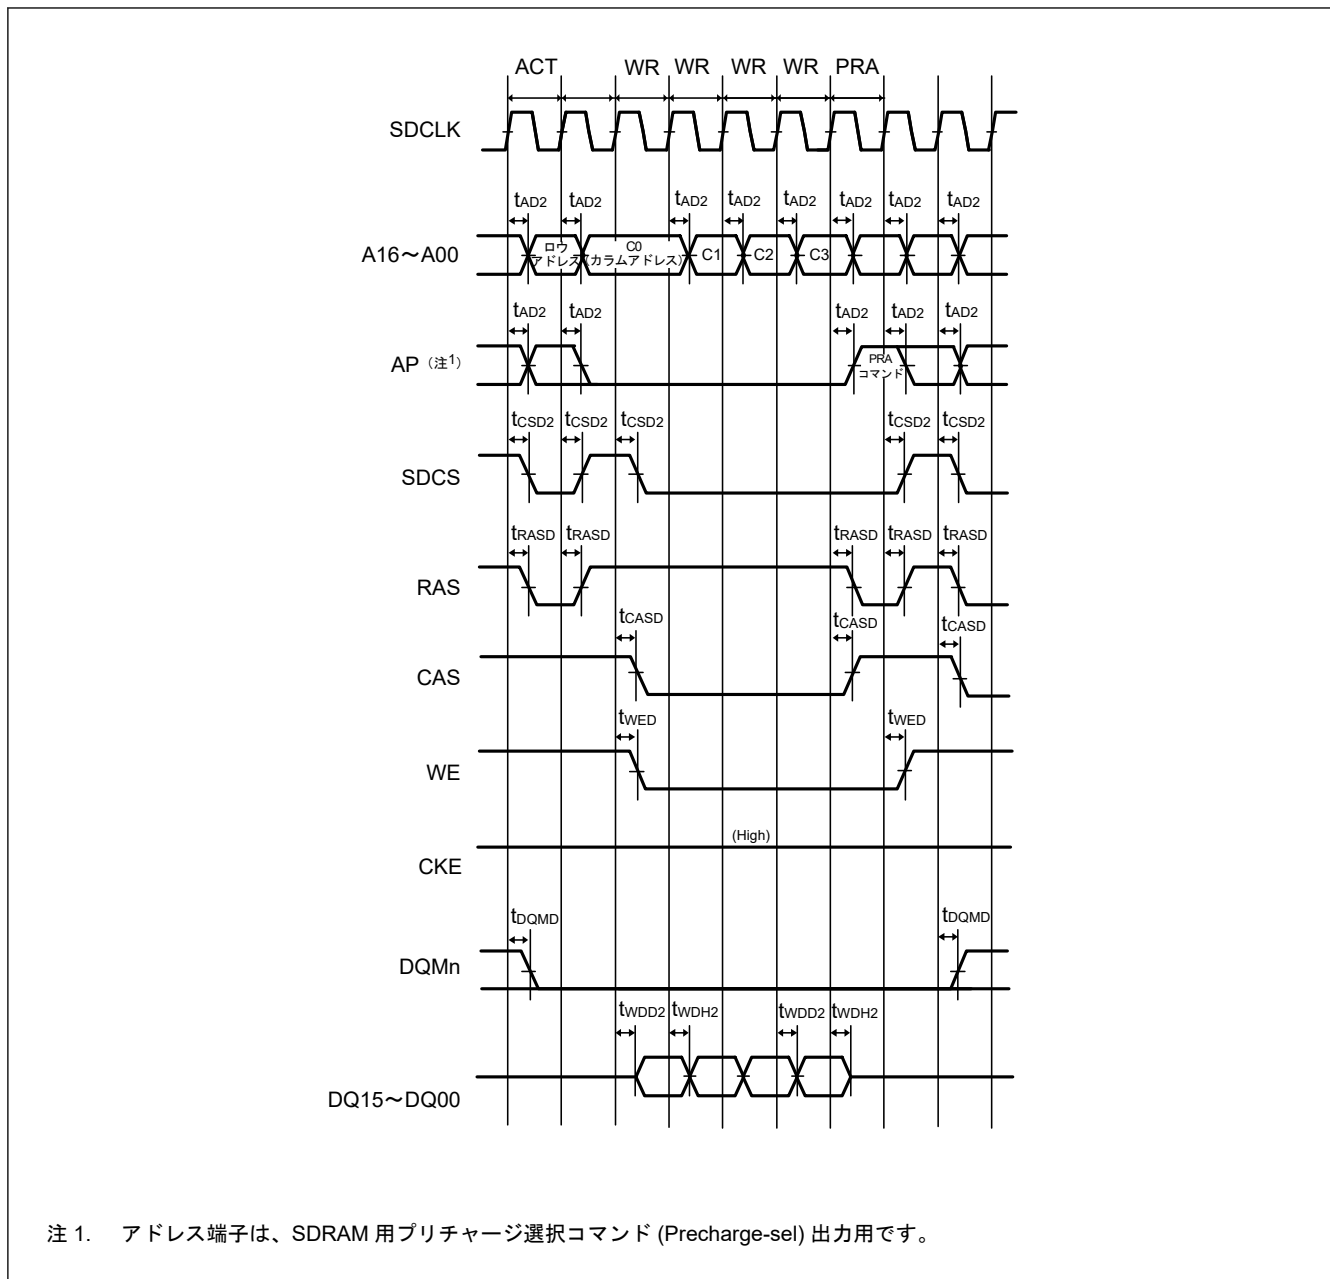 ACT WR WR WR WR PRA
SDCLK
tAD2 tAD2 tAD2 tAD2 tAD2 tAD2 tAD2 tAD2
A16～A00
ロウ
アドレス
C0
(カラムアドレス)
C1 C2 C3
tAD2 tAD2 tAD2 tAD2 tAD2
AP（注1）
PRA
コマンド
tCSD2 tCSD2 tCSD2 tCSD2 tCSD2
SDCS
tRASD tRASD tRASD tRASD tRASD
RAS
tCASD tCASD tCASD
CAS
tWED tWED
WE
(High)
CKE
tDQMD tDQMD
DQMn
tWDD2 tWDH2 tWDD2 tWDH2
DQ15～DQ00
注 1. アドレス端子は、SDRAM 用プリチャージ選択コマンド (Precharge-sel) 出力用です。